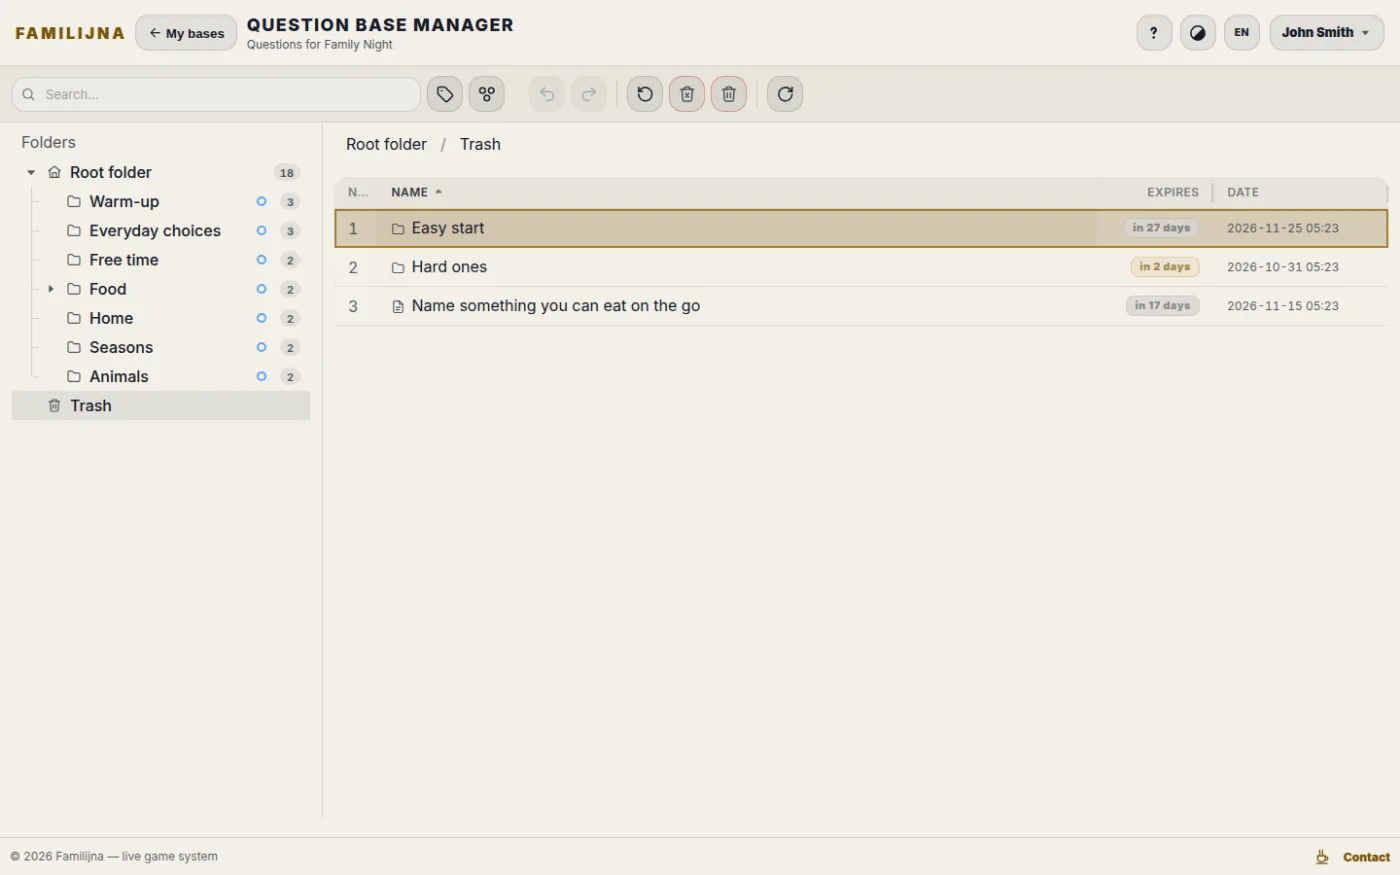 FAMILIJNA
← My bases
QUESTION BASE MANAGER
Questions for Family Night
?
EN
John Smith
Search...
Folders
Root folder 18
Warm-up 3
Everyday choices 3
Free time 2
Food 2
Home 2
Seasons 2
Animals 2
Trash
Root folder / Trash
N... NAME EXPIRES DATE
1 Easy start in 27 days 2026-11-25 05:23
2 Hard ones in 2 days 2026-10-31 05:23
3 Name something you can eat on the go in 17 days 2026-11-15 05:23
© 2026 Familijna — live game system
Contact